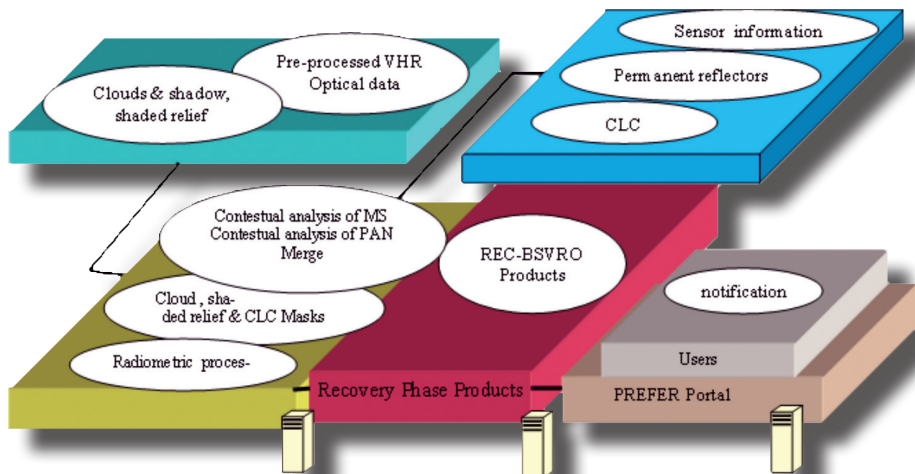 Pre-processed VHR
Optical data
Clouds & shadow,
shaded relief
Sensor information
Permanent reflectors
CLC
Contestual analysis of MS
Contestual analysis of PAN
Merge
REC-BSVRO
Products
Cloud , sha-
ded relief & CLC Masks
Radiometric proces-
notification
Users
Recovery Phase Products
PREFER Portal